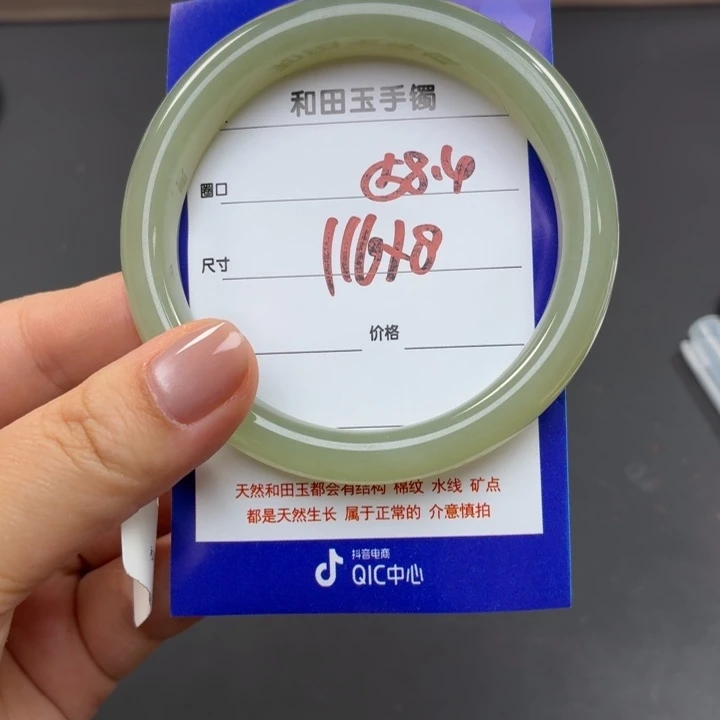 和田玉手镯
圈口 58.4
尺寸 11.6×8
价格
天然和田玉都会有结构 棉纹 水线 矿点
都是天然生长 属于正常的 介意慎拍
抖音电商
QIC中心